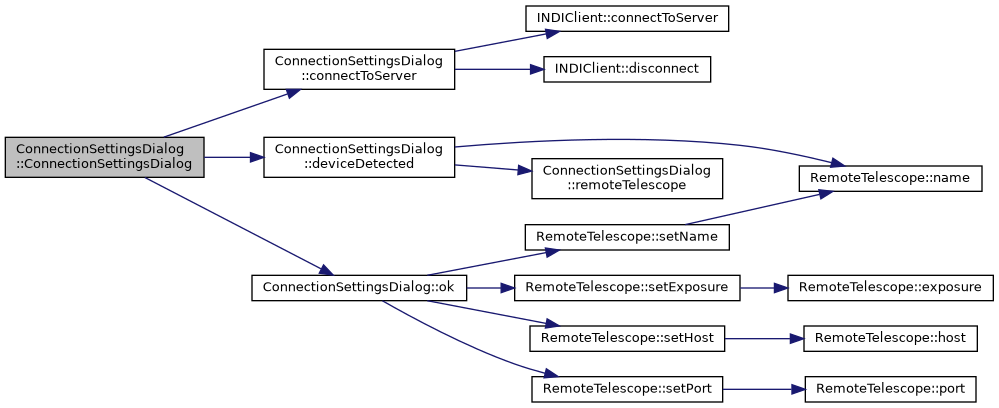 ConnectionSettingsDialog
::ConnectionSettingsDialog
ConnectionSettingsDialog
::connectToServer
INDIClient::connectToServer
INDIClient::disconnect
ConnectionSettingsDialog
::deviceDetected
ConnectionSettingsDialog
::remoteTelescope
RemoteTelescope::name
ConnectionSettingsDialog::ok
RemoteTelescope::setName
RemoteTelescope::setExposure
RemoteTelescope::exposure
RemoteTelescope::setHost
RemoteTelescope::host
RemoteTelescope::setPort
RemoteTelescope::port